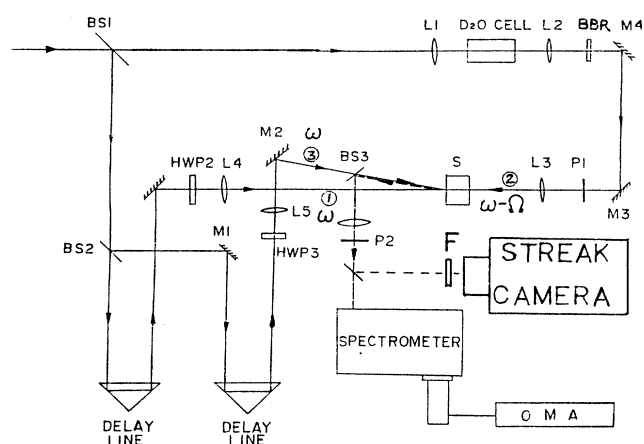 BS1
L1
D2O CELL
L2
BBR
M4
M2
ω
③
BS3
HWP2
L4
S
②
L3
P1
①
ω
ω-Ω
M3
L5
BS2
M1
HWP3
P2
F
STREAK
CAMERA
SPECTROMETER
DELAY
LINE
DELAY
LINE
OMA